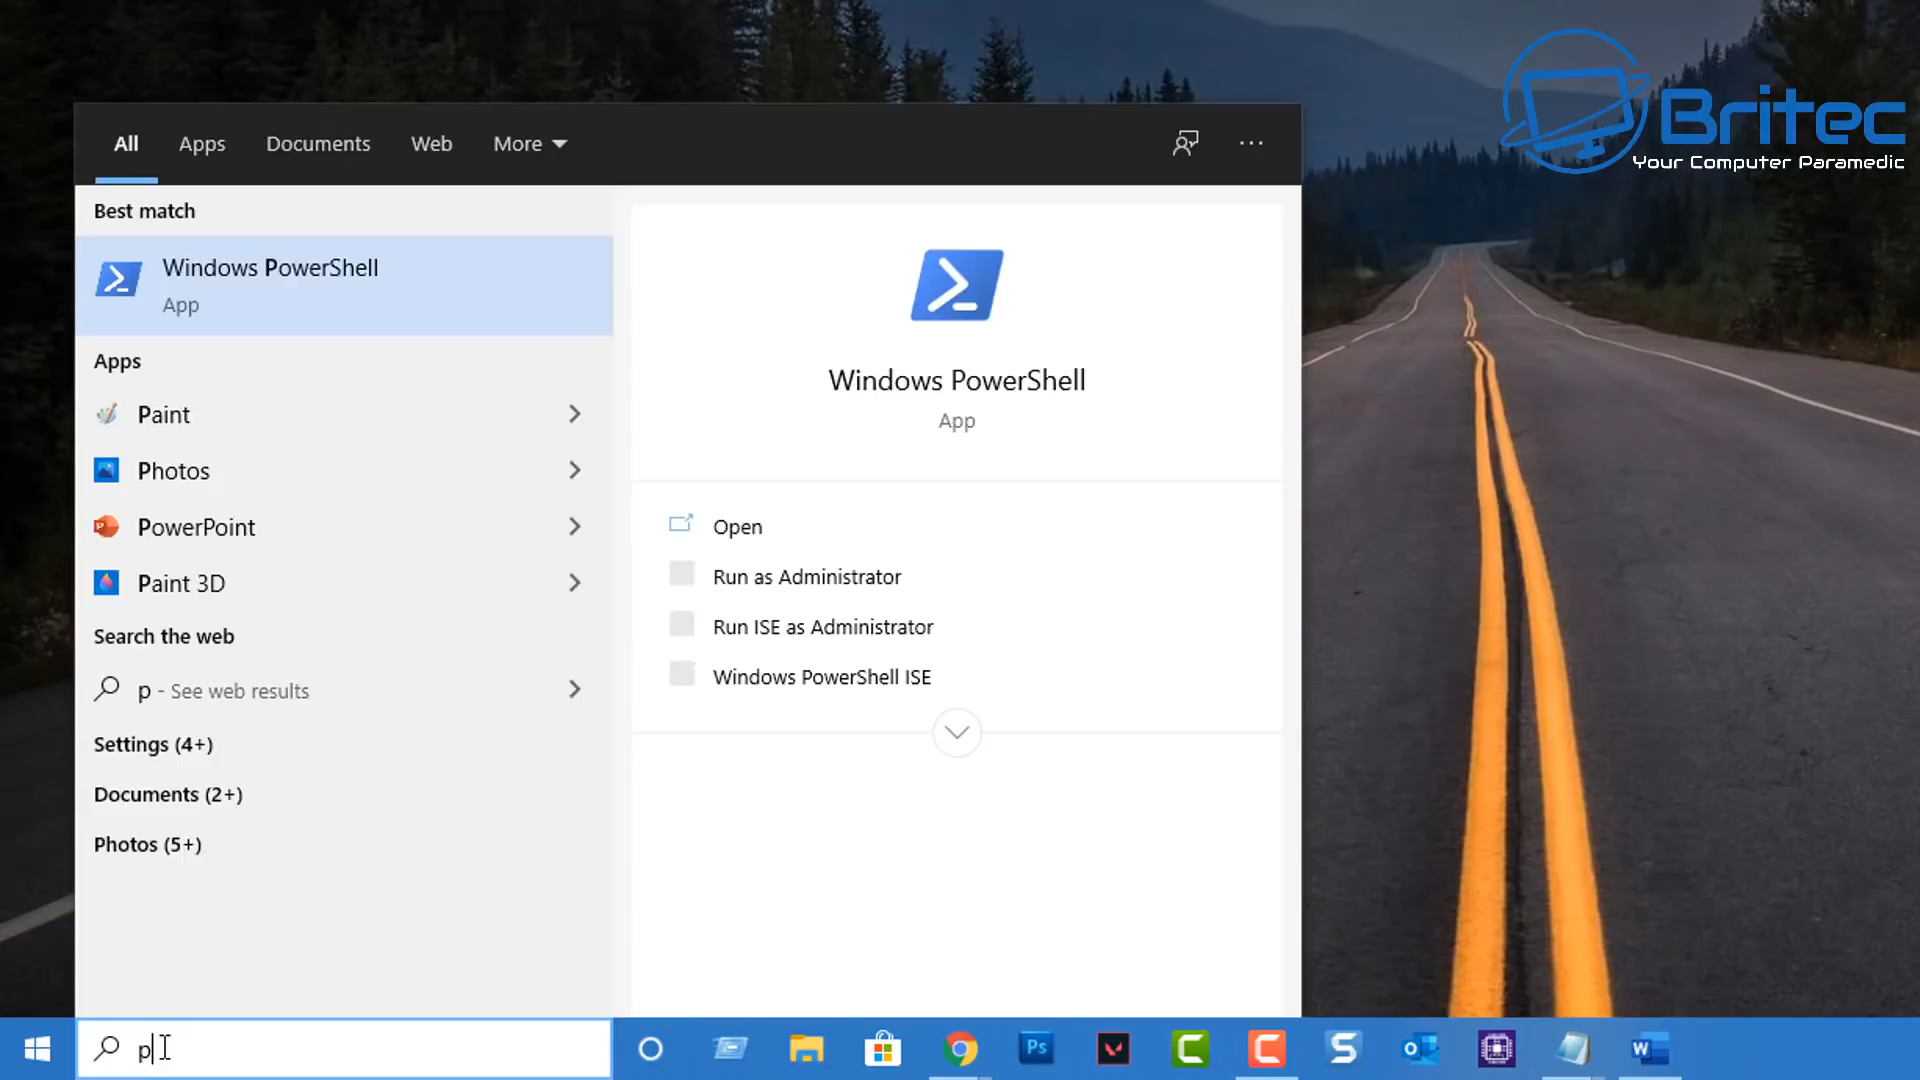 Britec
Your Computer Paramedic
All Apps Documents Web More
Best match
Windows PowerShell
App
Apps
Paint
Photos
PowerPoint
Paint 3D
Search the web
p - See web results
Settings (4+)
Documents (2+)
Photos (5+)
Windows PowerShell
App
Open
Run as Administrator
Run ISE as Administrator
Windows PowerShell ISE
p
Ps